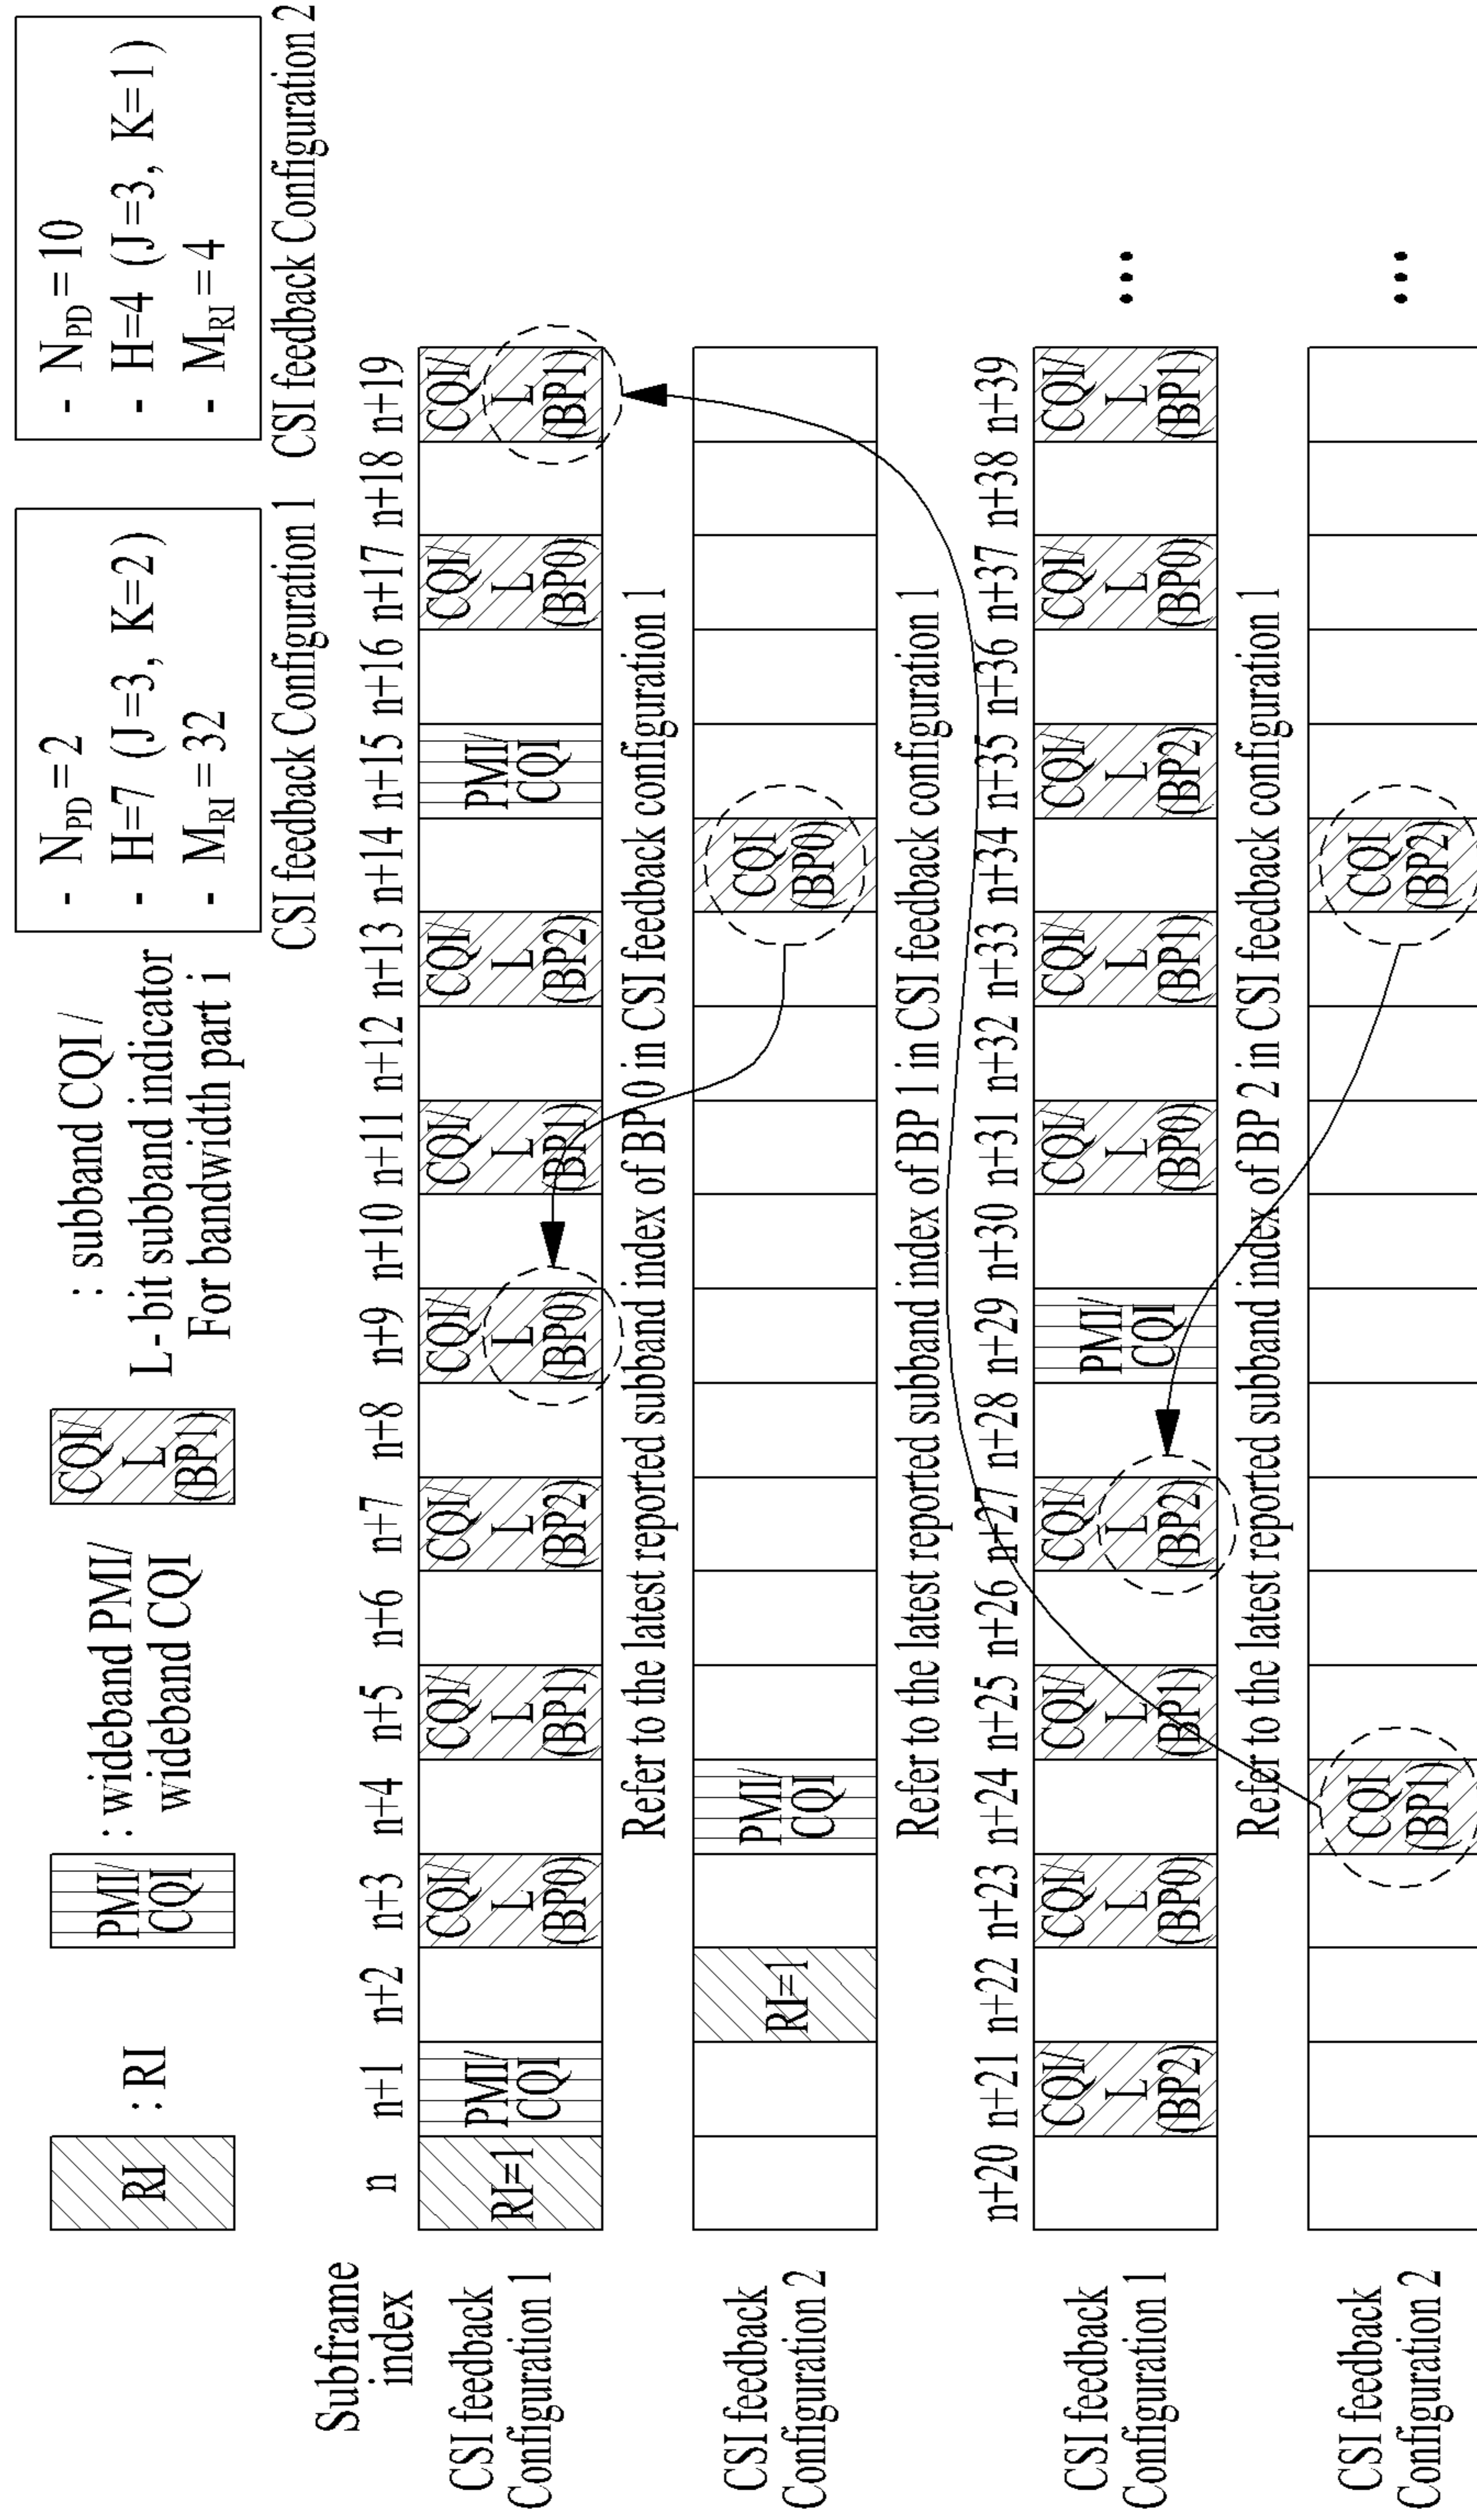 RI
: RI
PMI/
CQI
: wideband PMI/
wideband CQI
CQI/
L
(BP1)
: subband CQI /
L- bit subband indicator
For bandwidth part i
- N_PD = 2
- H=7 (J=3, K=2)
- M_RI = 32
CSI feedback Configuration 1
- N_PD = 10
- H=4 (J=3, K=1)
- M_RI = 4
CSI feedback Configuration 2
Subframe
index
n n+1 n+2 n+3 n+4 n+5 n+6 n+7 n+8 n+9 n+10 n+11 n+12 n+13 n+14 n+15 n+16 n+17 n+18 n+19
CSI feedback
Configuration 1
RI=1
PMI/
CQI
CQI/
L
(BP0)
CQI/
L
(BP1)
CQI/
L
(BP2)
CQI/
L
(BP0)
CQI/
L
(BP1)
CQI/
L
(BP2)
PMI/
CQI
CQI/
L
(BP0)
CQI/
L
(BP1)
Refer to the latest reported subband index of BP 0 in CSI feedback configuration 1
CSI feedback
Configuration 2
RI=1
PMI/
CQI
CQI
(BP0)
Refer to the latest reported subband index of BP 1 in CSI feedback configuration 1
n+20 n+21 n+22 n+23 n+24 n+25 n+26 n+27 n+28 n+29 n+30 n+31 n+32 n+33 n+34 n+35 n+36 n+37 n+38 n+39
CSI feedback
Configuration 1
CQI/
L
(BP2)
CQI/
L
(BP0)
CQI/
L
(BP1)
CQI/
L
(BP2)
PMI/
CQI
CQI/
L
(BP0)
CQI/
L
(BP1)
CQI/
L
(BP2)
CQI/
L
(BP0)
CQI/
L
(BP1)
•••
Refer to the latest reported subband index of BP 2 in CSI feedback configuration 1
CSI feedback
Configuration 2
CQI
(BP1)
CQI
(BP2)
•••